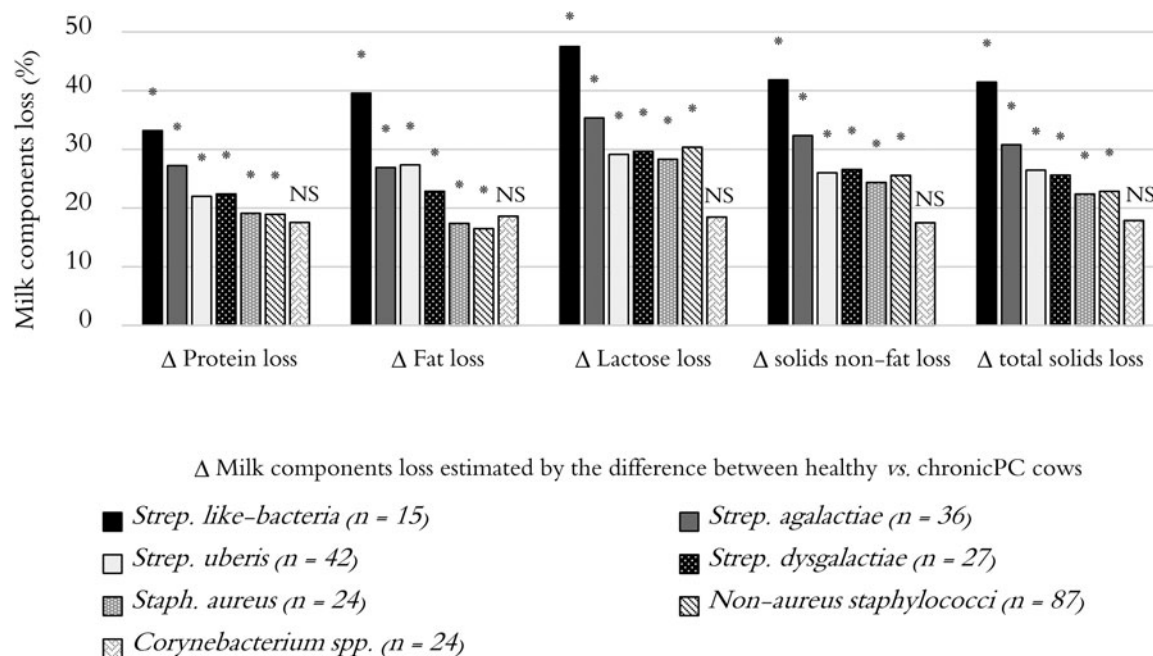 Milk components loss (%)
50
40
30
20
10
0
* * * * * * NS
* * * * * * NS
* * * * * * NS
* * * * * * NS
* * * * * * NS
Δ Protein loss
Δ Fat loss
Δ Lactose loss
Δ solids non-fat loss
Δ total solids loss
Δ Milk components loss estimated by the difference between healthy vs. chronicPC cows
Strep. like-bacteria (n = 15)
Strep. agalactiae (n = 36)
Strep. uberis (n = 42)
Strep. dysgalactiae (n = 27)
Staph. aureus (n = 24)
Non-aureus staphylococci (n = 87)
Corynebacterium spp. (n = 24)